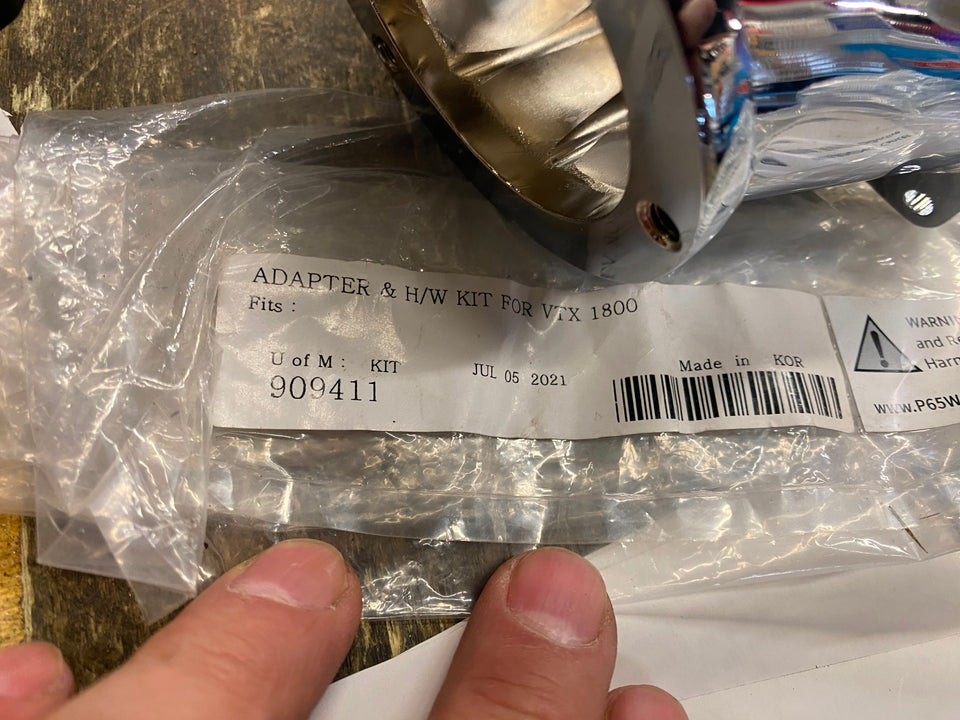 ADAPTER & H/W KIT FOR VTX 1800
Fits :
U of M : KIT
JUL 05 2021
Made in KOR
909411
WARNIN
and Re
Harm
www.P65W